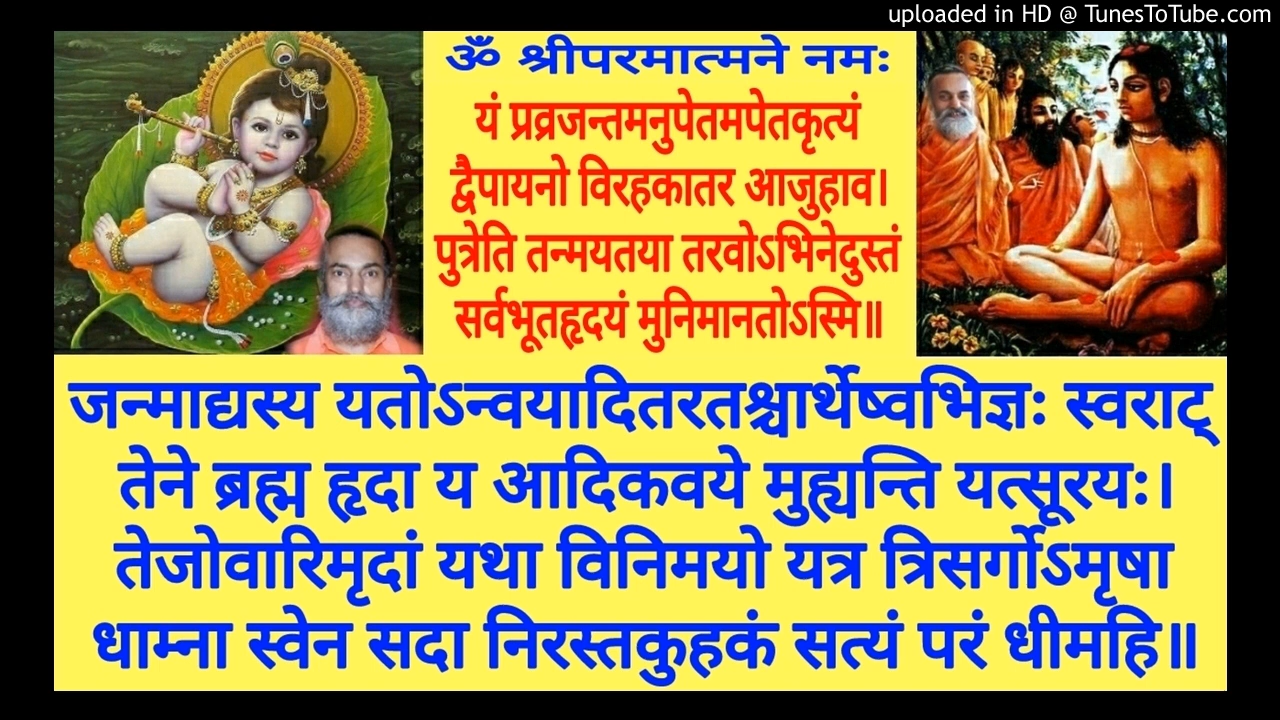 uploaded in HD @ TunesToTube.com
ॐ श्रीपरमात्मने नमः
यं प्रव्रजन्तमनुपेतमपेतकृत्यं
द्वैपायनो विरहकातर आजुहाव।
पुत्रेति तन्मयतया तरवोऽभिनेदुस्तं
सर्वभूतहृदयं मुनिमानतोऽस्मि॥
जन्माद्यस्य यतोऽन्वयादितरतश्चार्थेष्वभिज्ञः स्वराट्
तेने ब्रह्म हृदा य आदिकवये मुह्यन्ति यत्सूरयः।
तेजोवारिमृदां यथा विनिमयो यत्र त्रिसर्गोऽमृषा
धाम्ना स्वेन सदा निरस्तकुहकं सत्यं परं धीमहि॥